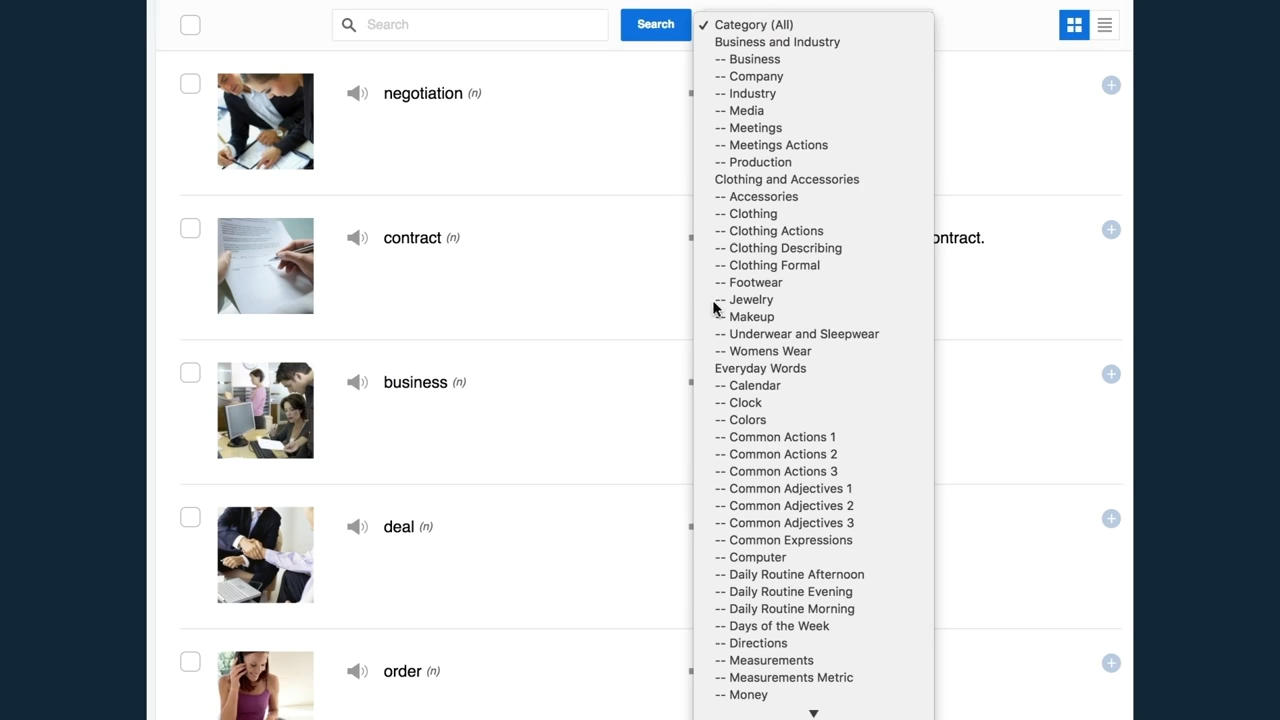 Search
Search
✓ Category (All)
Business and Industry
-- Business
-- Company
-- Industry
-- Media
-- Meetings
-- Meetings Actions
-- Production
Clothing and Accessories
-- Accessories
-- Clothing
-- Clothing Actions
-- Clothing Describing
-- Clothing Formal
-- Footwear
-- Jewelry
-- Makeup
-- Underwear and Sleepwear
-- Womens Wear
Everyday Words
-- Calendar
-- Clock
-- Colors
-- Common Actions 1
-- Common Actions 2
-- Common Actions 3
-- Common Adjectives 1
-- Common Adjectives 2
-- Common Adjectives 3
-- Common Expressions
-- Computer
-- Daily Routine Afternoon
-- Daily Routine Evening
-- Daily Routine Morning
-- Days of the Week
-- Directions
-- Measurements
-- Measurements Metric
-- Money
negotiation (n)
contract (n)
business (n)
deal (n)
order (n)